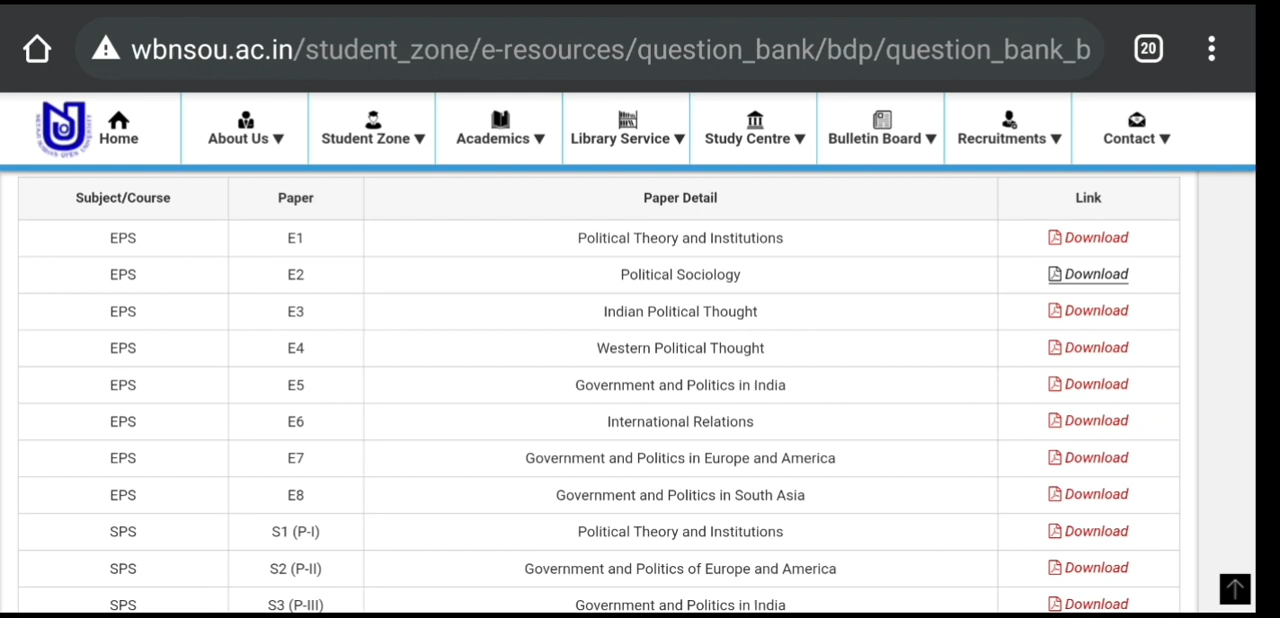 wbnsou.ac.in/student_zone/e-resources/question_bank/bdp/question_bank_b 20
Home About Us ▼ Student Zone ▼ Academics ▼ Library Service ▼ Study Centre ▼ Bulletin Board ▼ Recruitments ▼ Contact ▼
Subject/Course Paper Paper Detail Link
EPS E1 Political Theory and Institutions Download
EPS E2 Political Sociology Download
EPS E3 Indian Political Thought Download
EPS E4 Western Political Thought Download
EPS E5 Government and Politics in India Download
EPS E6 International Relations Download
EPS E7 Government and Politics in Europe and America Download
EPS E8 Government and Politics in South Asia Download
SPS S1 (P-I) Political Theory and Institutions Download
SPS S2 (P-II) Government and Politics of Europe and America Download
SPS S3 (P-III) Government and Politics in India Download